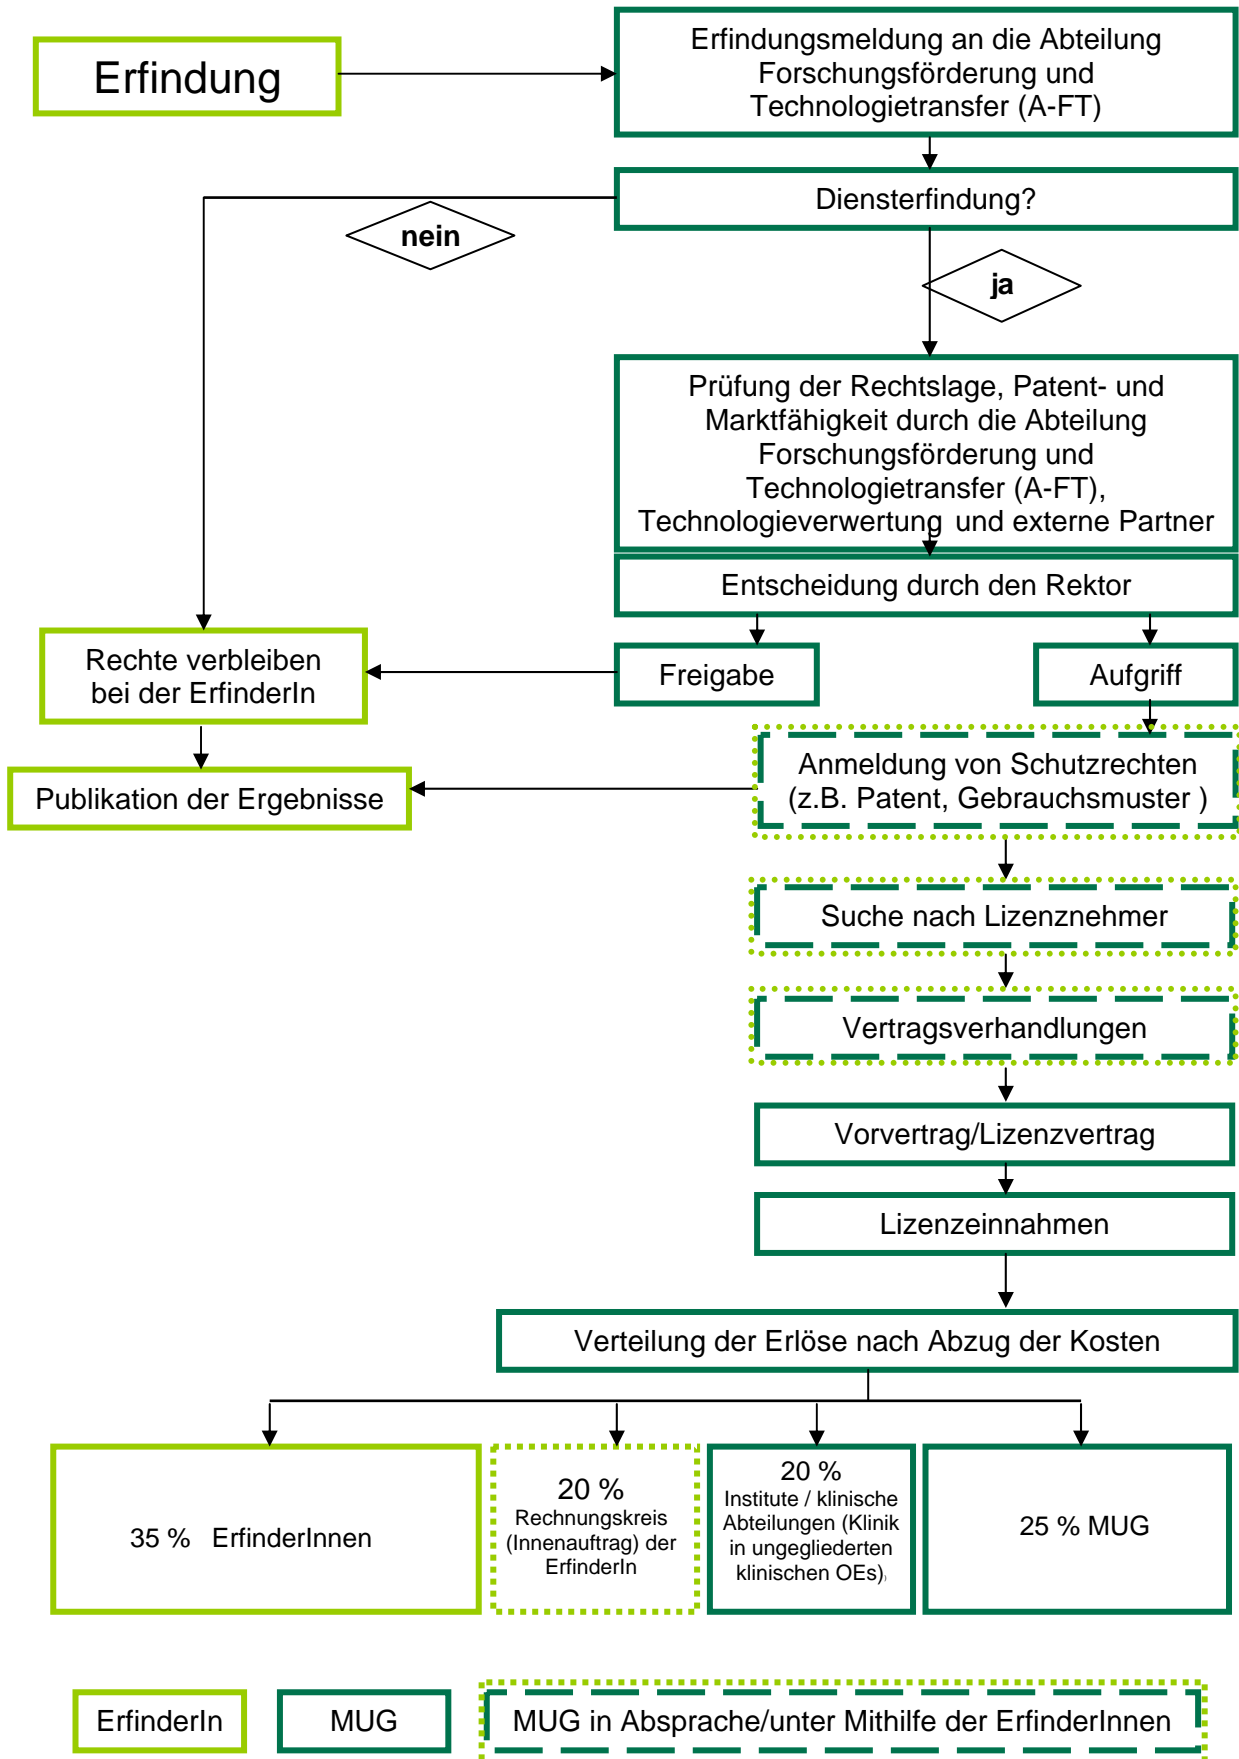 Erfindung
Erfindungsmeldung an die Abteilung
Forschungsförderung und
Technologietransfer (A-FT)
Diensterfindung?
nein
ja
Prüfung der Rechtslage, Patent- und
Marktfähigkeit durch die Abteilung
Forschungsförderung und
Technologietransfer (A-FT),
Technologieverwertung und externe Partner
Entscheidung durch den Rektor
Rechte verbleiben
bei der ErfinderIn
Freigabe
Aufgriff
Publikation der Ergebnisse
Anmeldung von Schutzrechten
(z.B. Patent, Gebrauchsmuster )
Suche nach Lizenznehmer
Vertragsverhandlungen
Vorvertrag/Lizenzvertrag
Lizenzeinnahmen
Verteilung der Erlöse nach Abzug der Kosten
35 % ErfinderInnen
20 %
Rechnungskreis
(Innenauftrag) der
ErfinderIn
20 %
Institute / klinische
Abteilungen (Klinik
in ungegliederten
klinischen OEs)
25 % MUG
ErfinderIn
MUG
MUG in Absprache/unter Mithilfe der ErfinderInnen